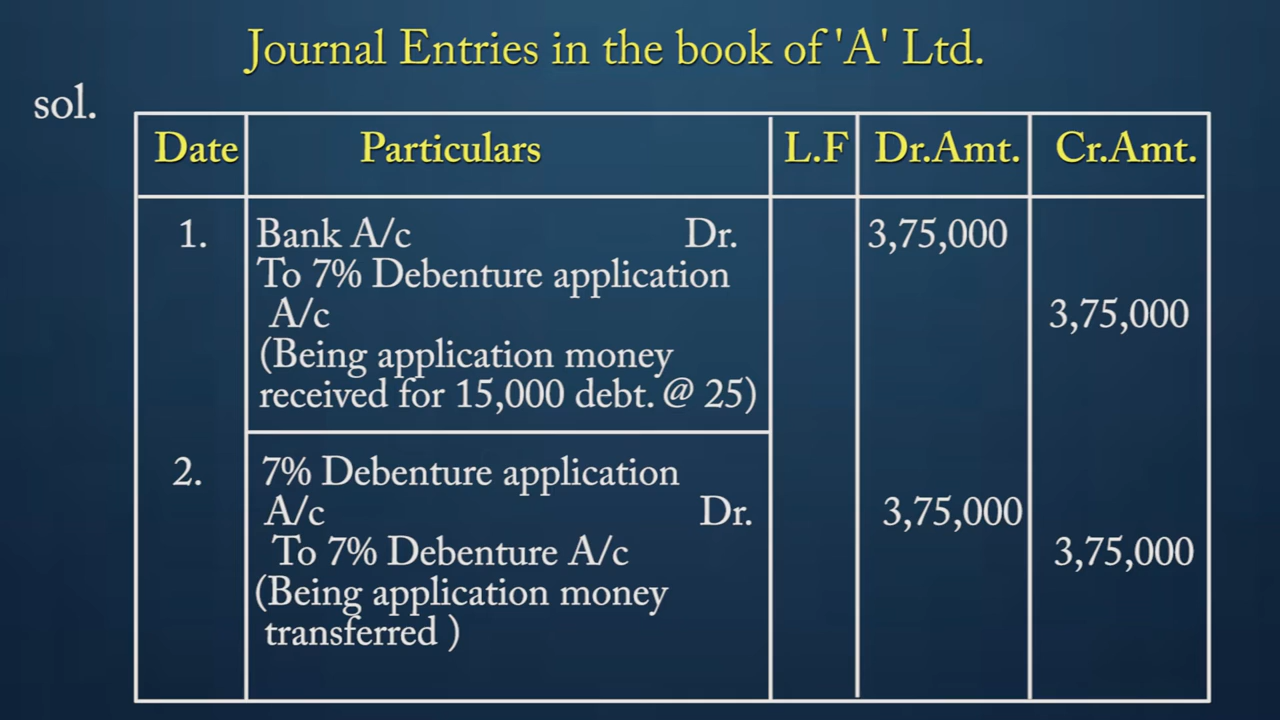 Journal Entries in the book of 'A' Ltd.
sol.
Date Particulars L.F Dr.Amt. Cr.Amt.
1. Bank A/c Dr. 3,75,000
To 7% Debenture application
A/c 3,75,000
(Being application money
received for 15,000 debt. @ 25)
2. 7% Debenture application
A/c Dr. 3,75,000
To 7% Debenture A/c 3,75,000
(Being application money
transferred )